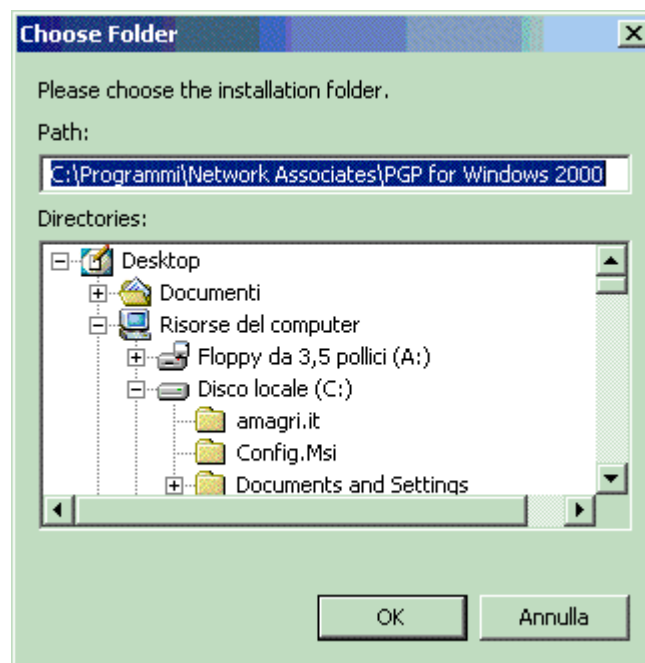 Choose Folder
Please choose the installation folder.
Path:
C:\Programmi\Network Associates\PGP for Windows 2000
Directories:
Desktop
Documenti
Risorse del computer
Floppy da 3,5 pollici (A:)
Disco locale (C:)
amagri.it
Config.Msi
Documents and Settings
OK
Annulla